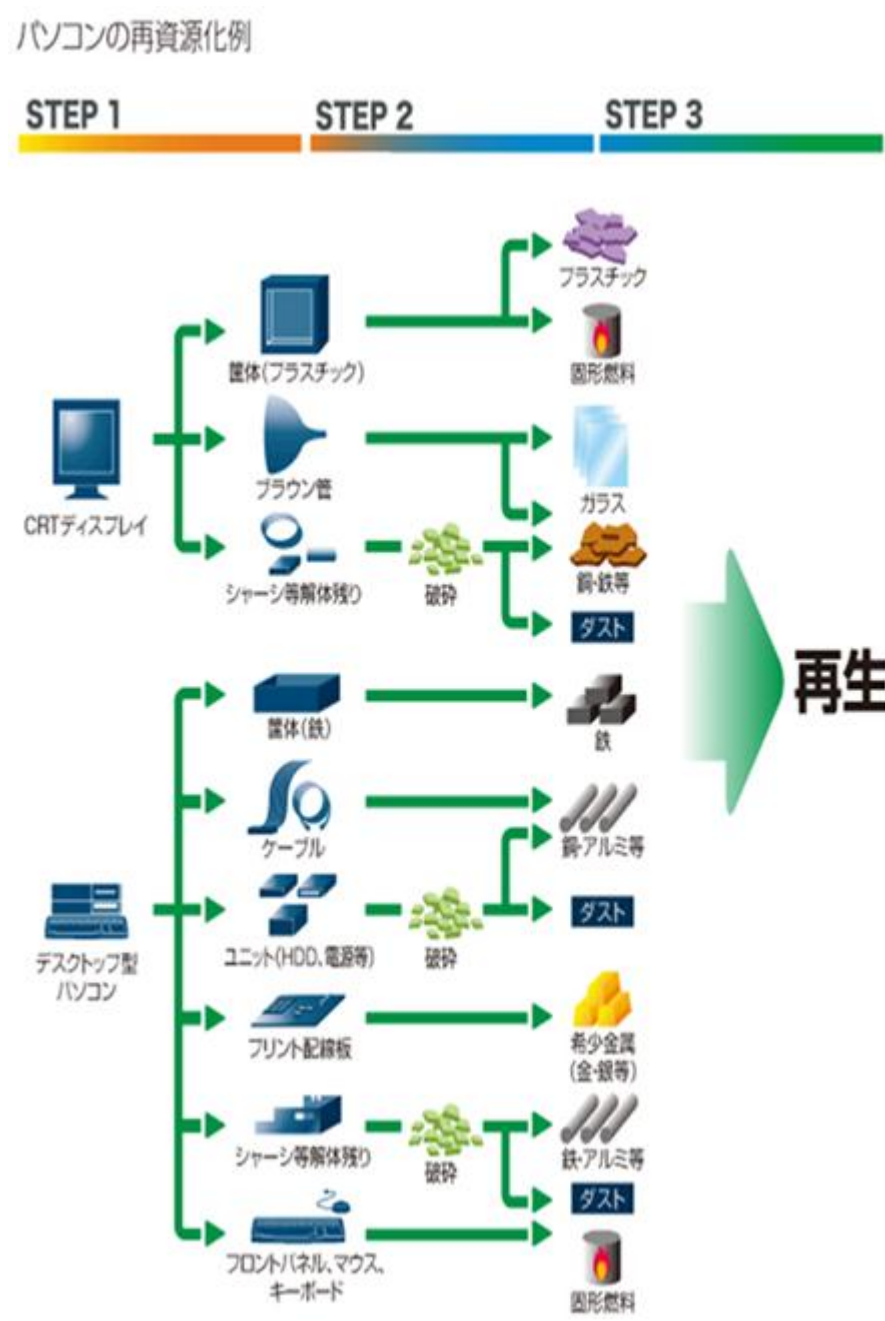 パソコンの再資源化例
STEP 1
STEP 2
STEP 3
プラスチック
固形燃料
筐体(プラスチック)
CRTディスプレイ
ブラウン管
ガラス
シャーシ等解体残り
破砕
銅・鉄等
ダスト
再生
筐体(鉄)
鉄
ケーブル
銅・アルミ等
デスクトップ型
パソコン
ユニット(HDD、電源等)
破砕
ダスト
プリント配線板
希少金属
(金・銀等)
シャーシ等解体残り
破砕
鉄・アルミ等
ダスト
フロントパネル、マウス、
キーボード
固形燃料